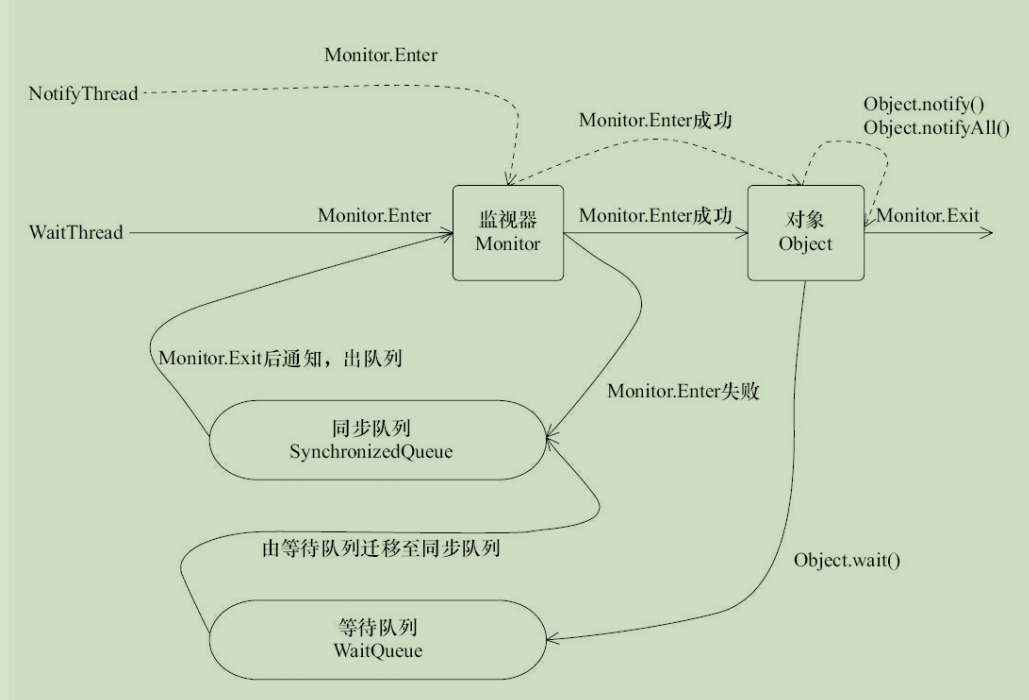 Monitor.Enter
NotifyThread
Object.notify()
Object.notifyAll()
Monitor.Enter成功
WaitThread
Monitor.Enter
监视器
Monitor
Monitor.Enter成功
对象
Object
Monitor.Exit
Monitor.Exit后通知，出队列
Monitor.Enter失败
同步队列
SynchronizedQueue
由等待队列迁移至同步队列
Object.wait()
等待队列
WaitQueue